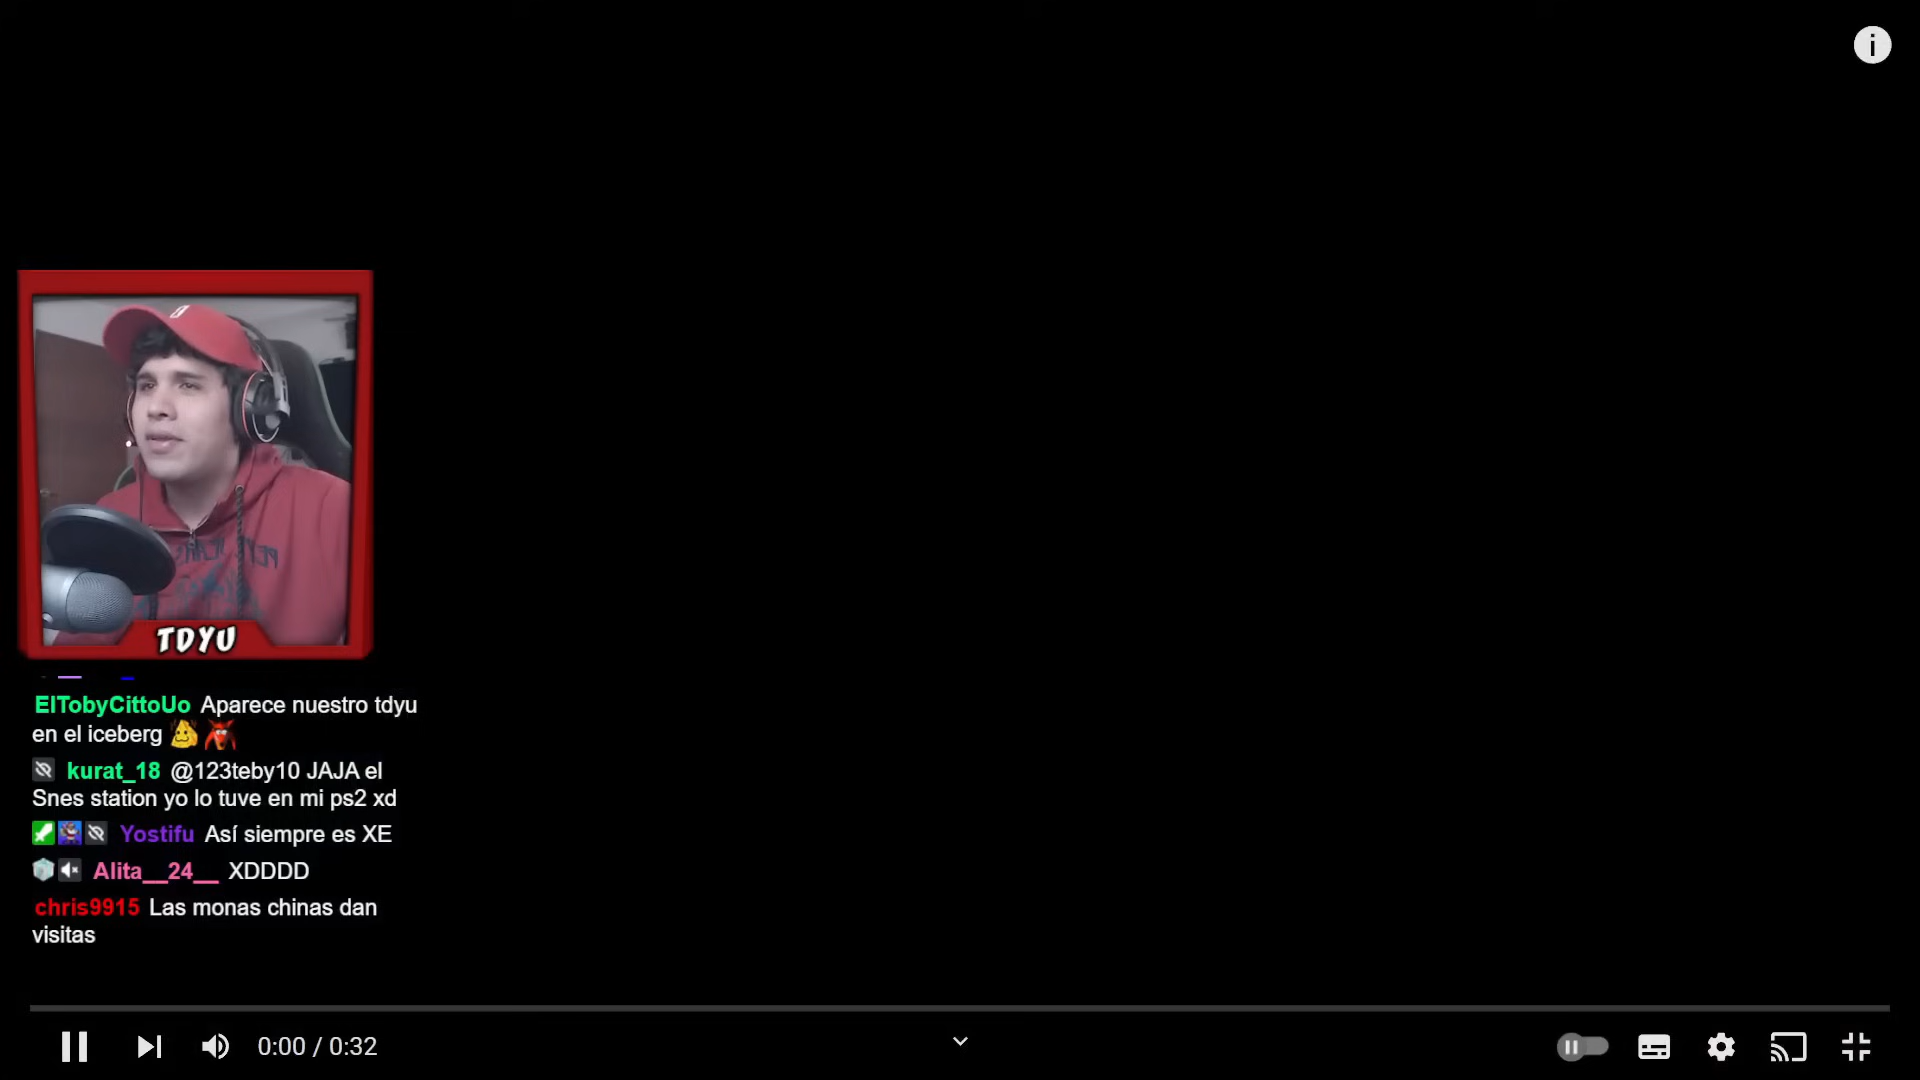 TDYU
ElTobyCittoUo Aparece nuestro tdyu
en el iceberg
kurat_18 @123teby10 JAJA el
Snes station yo lo tuve en mi ps2 xd
Yostifu Así siempre es XE
Alita__24__ XDDDD
chris9915 Las monas chinas dan
visitas
0:00 / 0:32